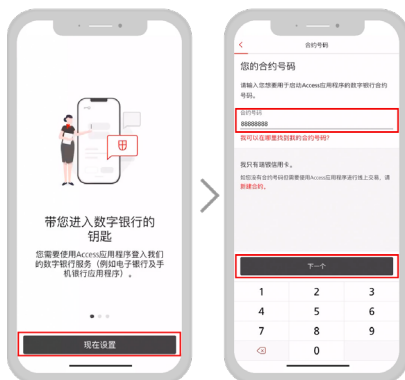 带您进入数字银行的
钥匙
您需要使用Access应用程序登入我们
的数字银行服务（例如电子银行及手
机银行应用程序）。
现在设置
合约号码
您的合约号码
请输入您想要用于启动Access应用程序的数字银行合约
号码。
合约号码
88888888
我可以在哪里找到我的合约号码?
我只有瑞银信用卡。
如您没有合约号码但需要使用Access应用程序进行线上交易，请
新建合约。
下一个
1 2 3
4 5 6
7 8 9
0